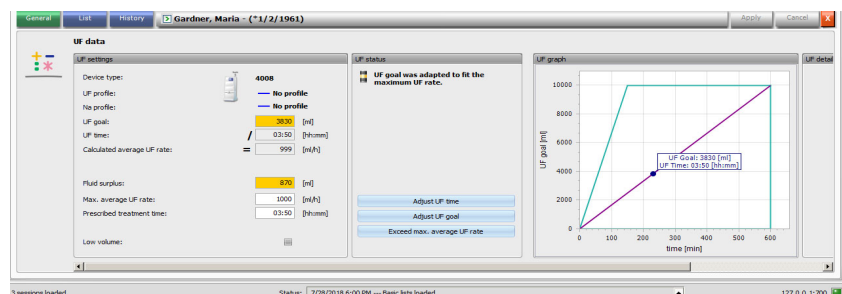 General List History Gardner, Maria - (*1/2/1961) Apply Cancel X
UF data
UF settings
Device type: 4008
UF profile: No profile
Na profile: No profile
UF goal: 3830 [ml]
UF time: / 03:50 [hh:mm]
Calculated average UF rate: = 999 [ml/h]
Fluid surplus: 870 [ml]
Max. average UF rate: 1000 [ml/h]
Prescribed treatment time: 03:50 [hh:mm]
Low volume:
UF status
UF goal was adapted to fit the
maximum UF rate.
Adjust UF time
Adjust UF goal
Exceed max. average UF rate
UF graph
UF goal [ml]
10000
8000
6000
4000
2000
0
UF Goal: 3830 [ml]
UF Time: 03:50 [hh:mm]
0 100 200 300 400 500 600
time [min]
UF detail
3 sessions loaded Status: 7/28/2018 6:00 PM --- Basic lists loaded 127.0.0.1:200